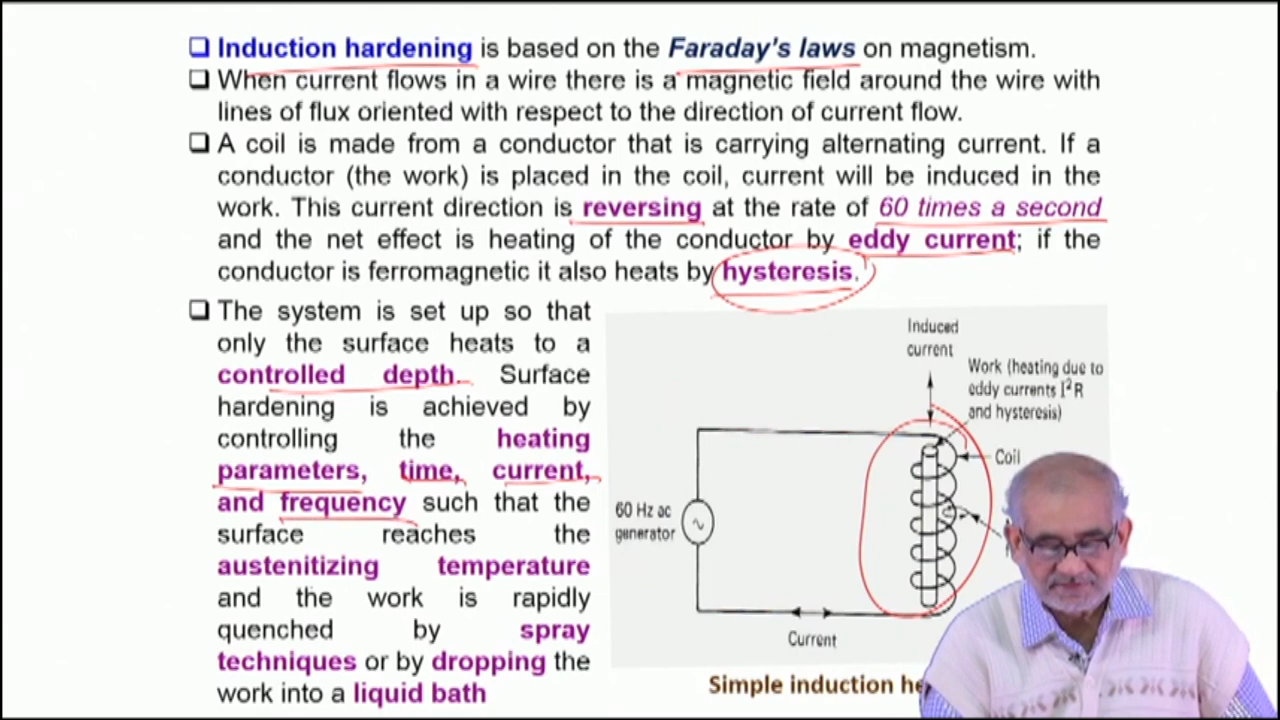 Induction hardening is based on the Faraday's laws on magnetism.
When current flows in a wire there is a magnetic field around the wire with
lines of flux oriented with respect to the direction of current flow.
A coil is made from a conductor that is carrying alternating current. If a
conductor (the work) is placed in the coil, current will be induced in the
work. This current direction is reversing at the rate of 60 times a second
and the net effect is heating of the conductor by eddy current; if the
conductor is ferromagnetic it also heats by hysteresis.
The system is set up so that
only the surface heats to a
controlled depth. Surface
hardening is achieved by
controlling the heating
parameters, time, current,
and frequency such that the
surface reaches the
austenitizing temperature
and the work is rapidly
quenched by spray
techniques or by dropping the
work into a liquid bath
Induced
current
Work (heating due to
eddy currents I²R
and hysteresis)
Coil
60 Hz ac
generator
Current
Simple induction